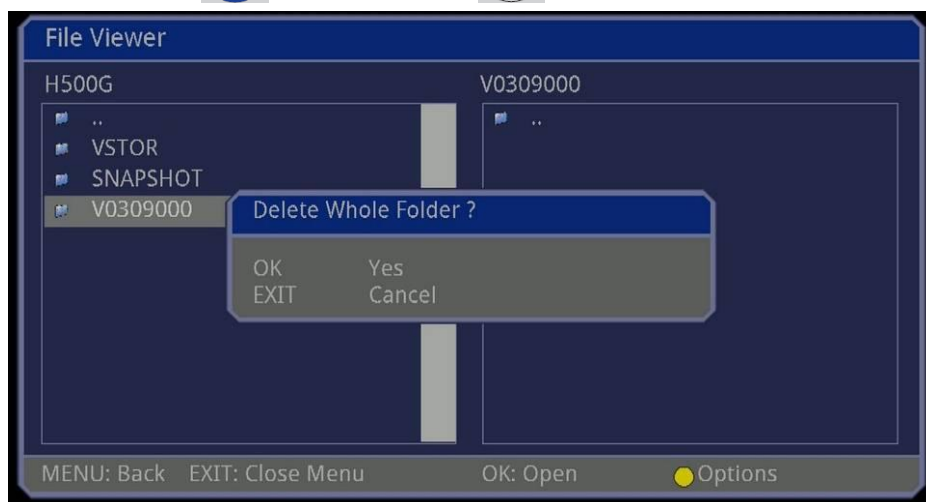 File Viewer
H500G V0309000
.. ..
VSTOR
SNAPSHOT
V0309000
Delete Whole Folder ?
OK Yes
EXIT Cancel
MENU: Back EXIT: Close Menu OK: Open Options